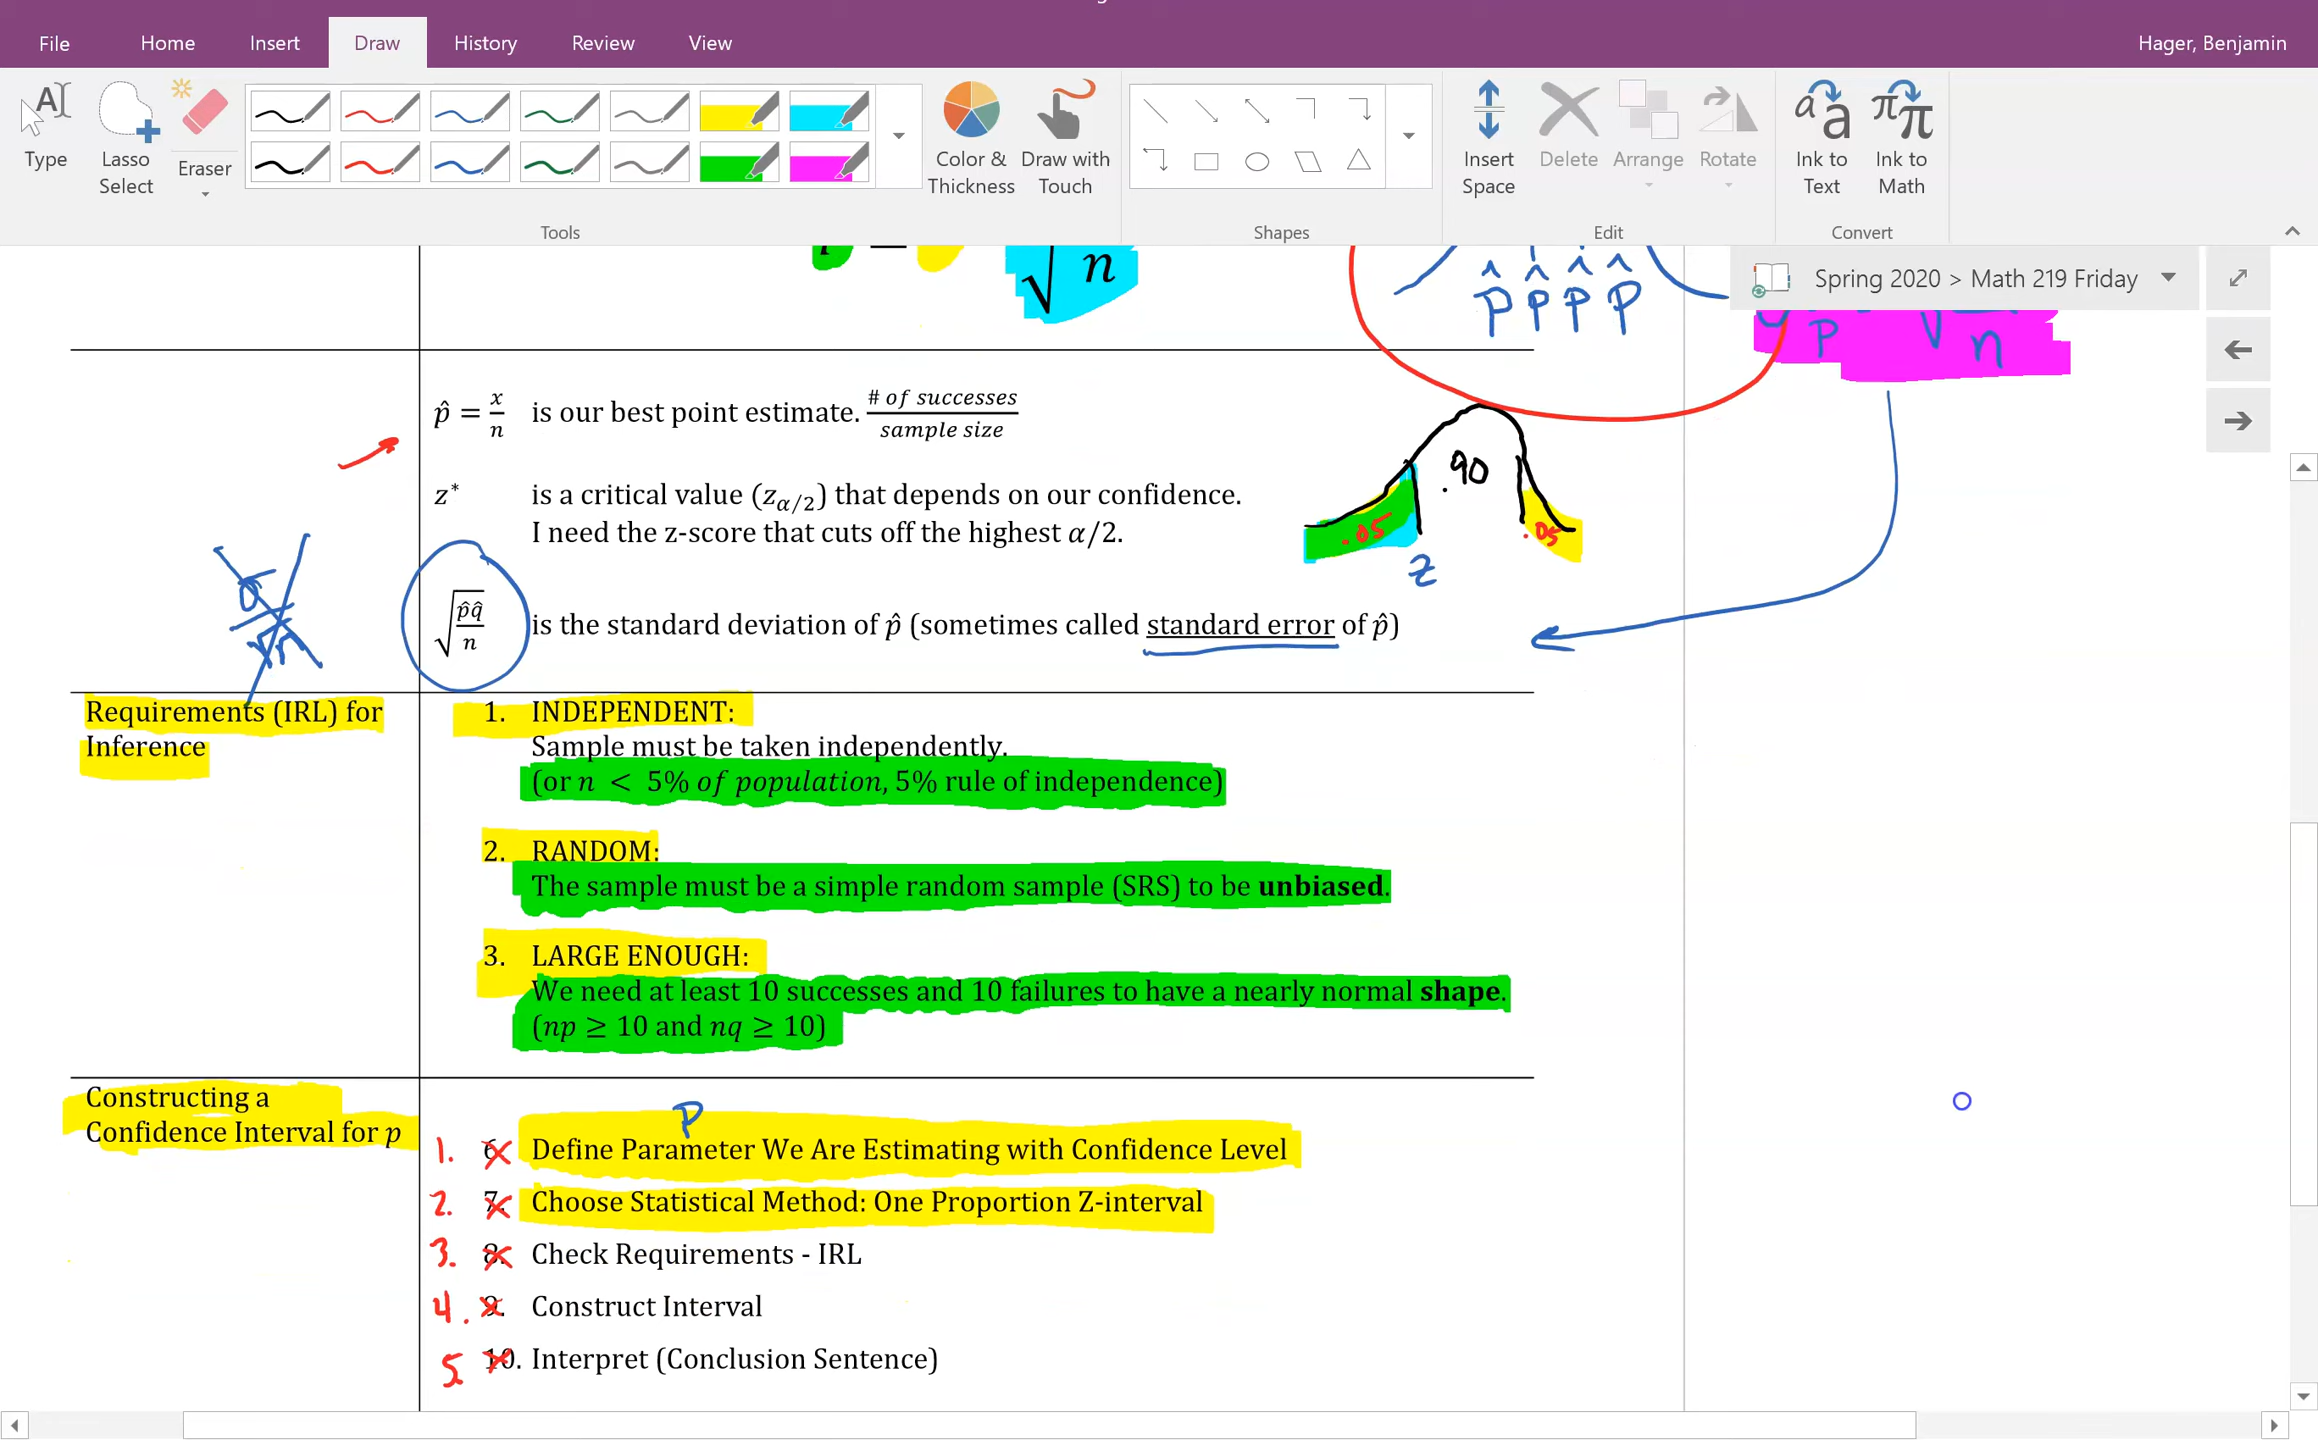 File Home Insert Draw History Review View Hager, Benjamin
Type Lasso Select Eraser Color & Thickness Draw with Touch Insert Space Delete Arrange Rotate Ink to Text Ink to Math
Tools Shapes Edit Convert
Spring 2020 > Math 219 Friday
√ n
p̂ p̂ p̂ p̂
p̂ n
p̂ = x/n is our best point estimate. # of successes / sample size
z* is a critical value (z_α/2) that depends on our confidence.
I need the z-score that cuts off the highest α/2.
.90
.05 .05
z
σ/√n
√(p̂q̂/n) is the standard deviation of p̂ (sometimes called standard error of p̂)
Requirements (IRL) for
Inference
1. INDEPENDENT:
Sample must be taken independently.
(or n < 5% of population, 5% rule of independence)
2. RANDOM:
The sample must be a simple random sample (SRS) to be unbiased.
3. LARGE ENOUGH:
We need at least 10 successes and 10 failures to have a nearly normal shape.
(np ≥ 10 and nq ≥ 10)
Constructing a
Confidence Interval for p
P
1. 6. Define Parameter We Are Estimating with Confidence Level
2. 7. Choose Statistical Method: One Proportion Z-interval
3. 8. Check Requirements - IRL
4. 9. Construct Interval
5 10. Interpret (Conclusion Sentence)